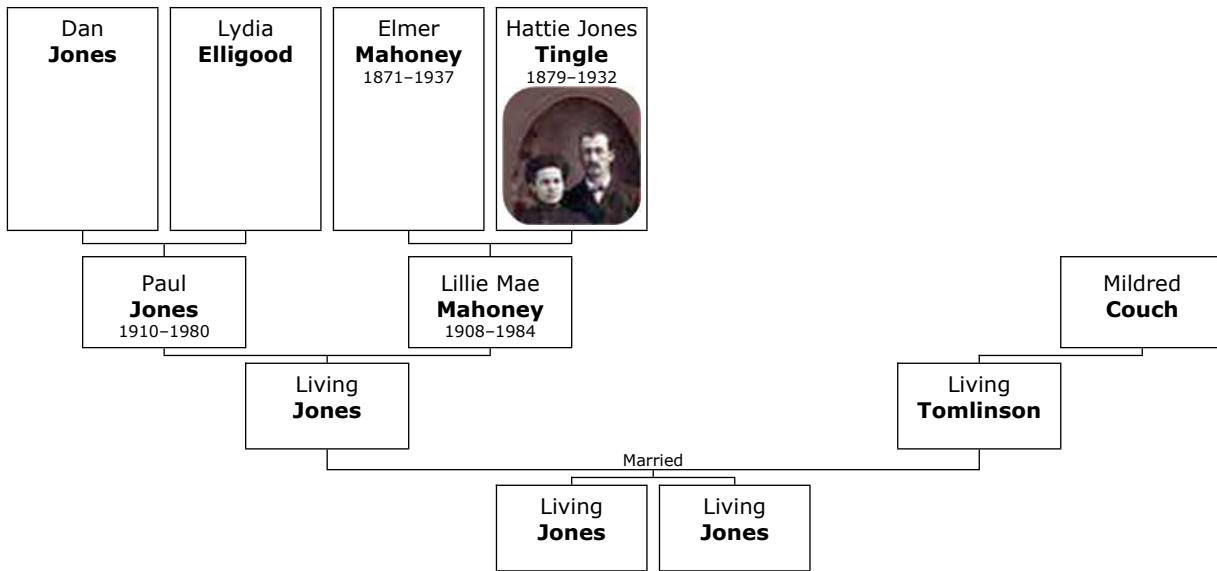 Dan
Jones
Lydia
Elligood
Elmer
Mahoney
1871–1937
Hattie Jones
Tingle
1879–1932
Paul
Jones
1910–1980
Lillie Mae
Mahoney
1908–1984
Mildred
Couch
Living
Jones
Living
Tomlinson
Married
Living
Jones
Living
Jones